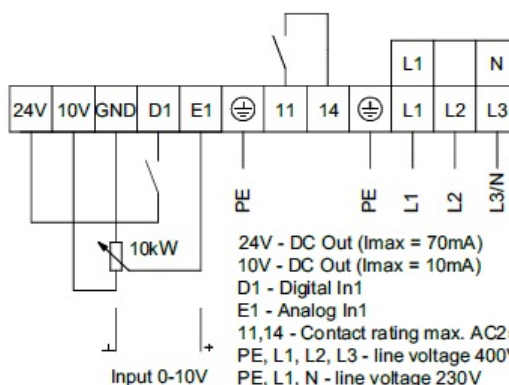 L1 N
24V 10V GND D1 E1 11 14 L1 L2 L3
PE PE L1 L2 L3/N
10kW
24V - DC Out (Imax = 70mA)
10V - DC Out (Imax = 10mA)
D1 - Digital In1
E1 - Analog In1
11,14 - Contact rating max.
PE, L1, L2, L3 - line voltage 400V
PE, L1, N - line voltage 230V
⊥ +
Input 0-10V